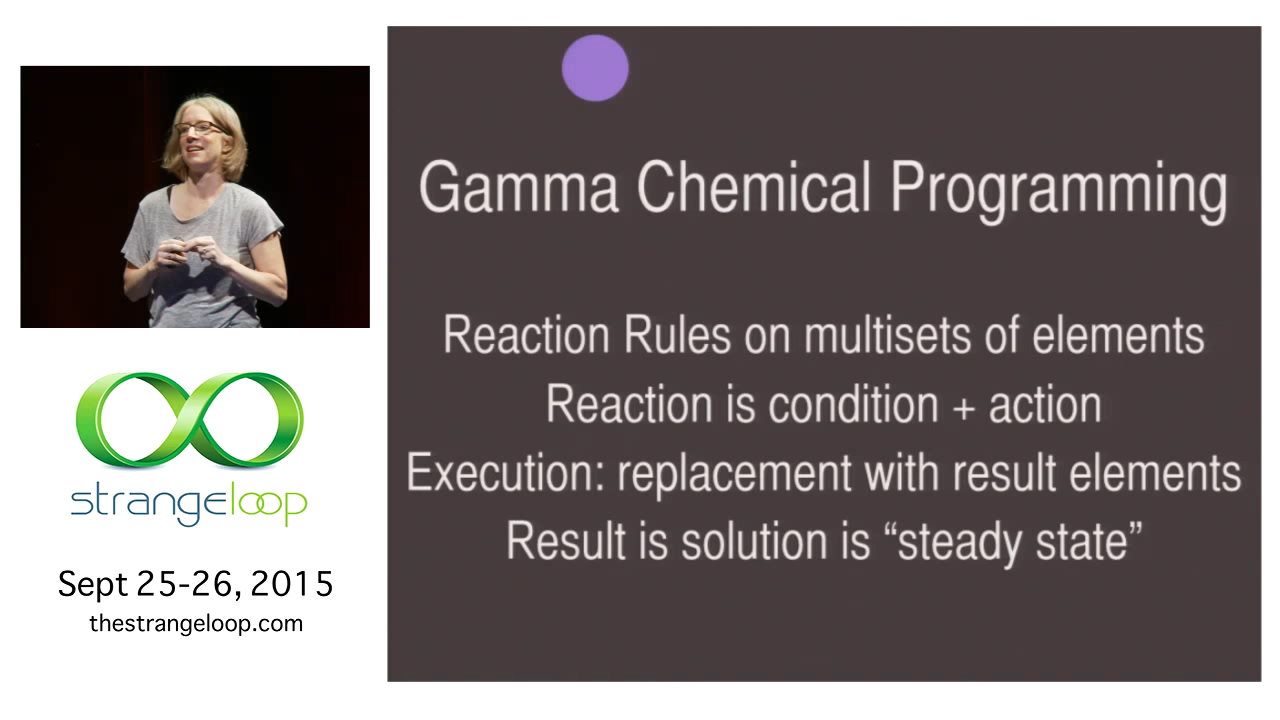 Gamma Chemical Programming
Reaction Rules on multisets of elements
Reaction is condition + action
Execution: replacement with result elements
Result is solution is “steady state”
strangeloop
Sept 25-26, 2015
thestrangeloop.com